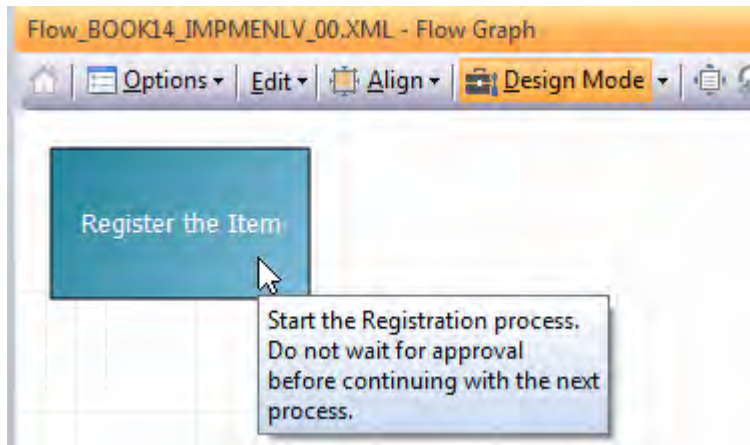 Flow_BOOK14_IMPMENLV_00.XML - Flow Graph
Options Edit Align Design Mode
Register the Item
Start the Registration process.
Do not wait for approval
before continuing with the next
process.